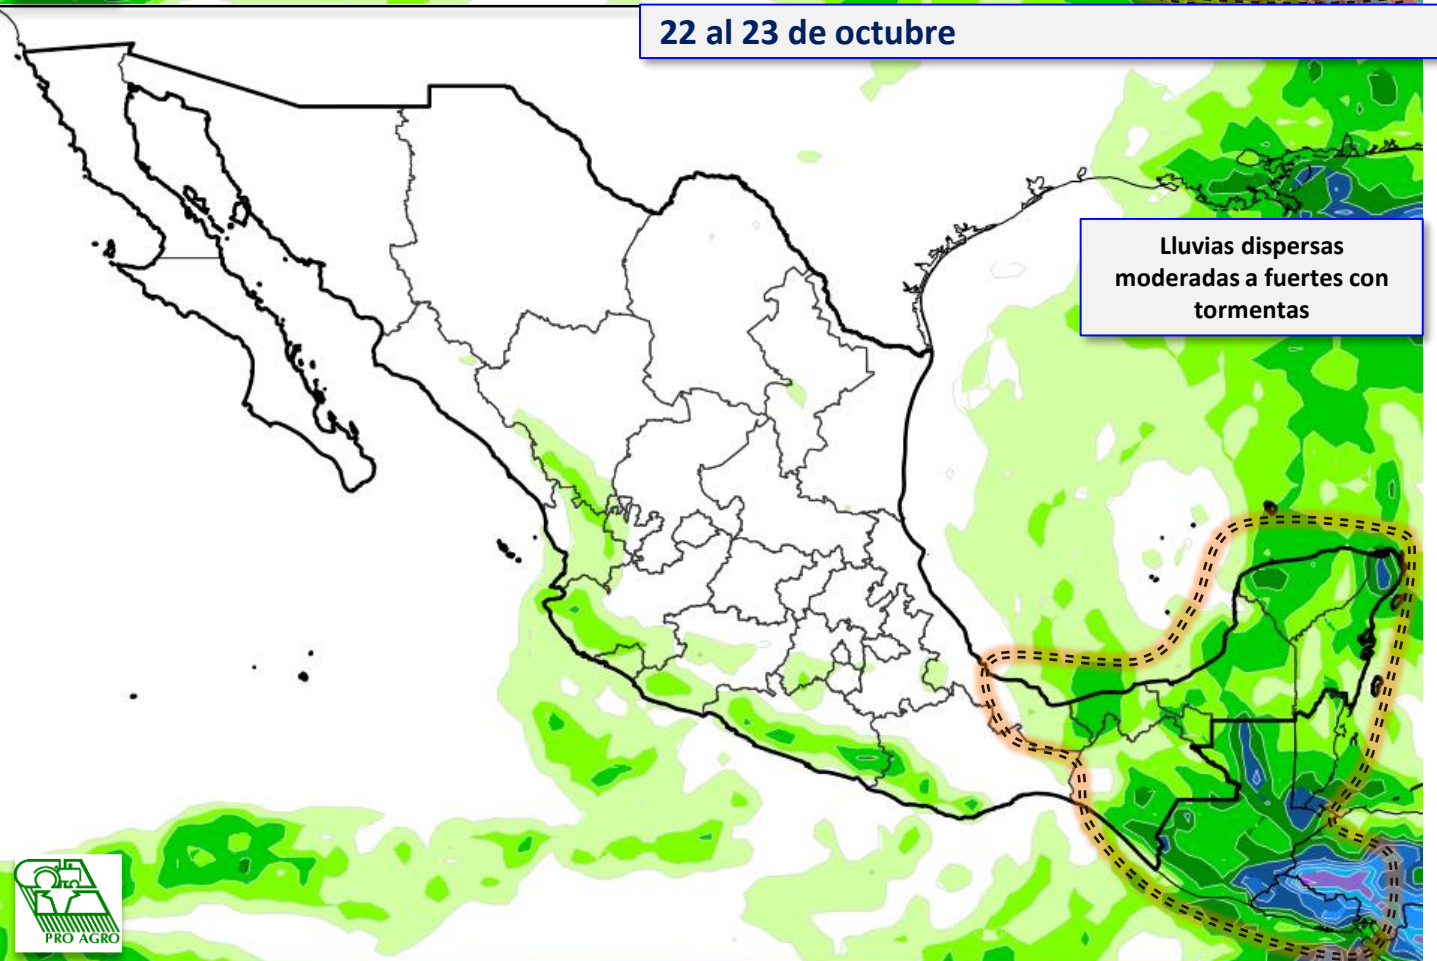 22 al 23 de octubre
Lluvias dispersas
moderadas a fuertes con
tormentas
PRO AGRO